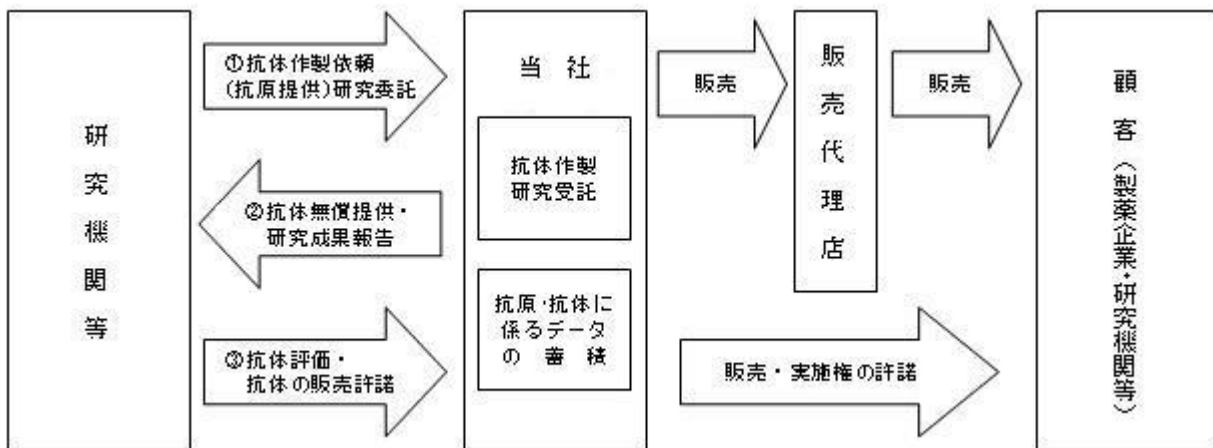 研究機関等
①抗体作製依頼
(抗原提供)研究委託
②抗体無償提供・
研究成果報告
③抗体評価・
抗体の販売許諾
当社
抗体作製
研究受託
抗原・抗体に
係るデータ
の蓄積
販売
販売代理店
販売
販売・実施権の許諾
顧客(製薬企業・研究機関等)